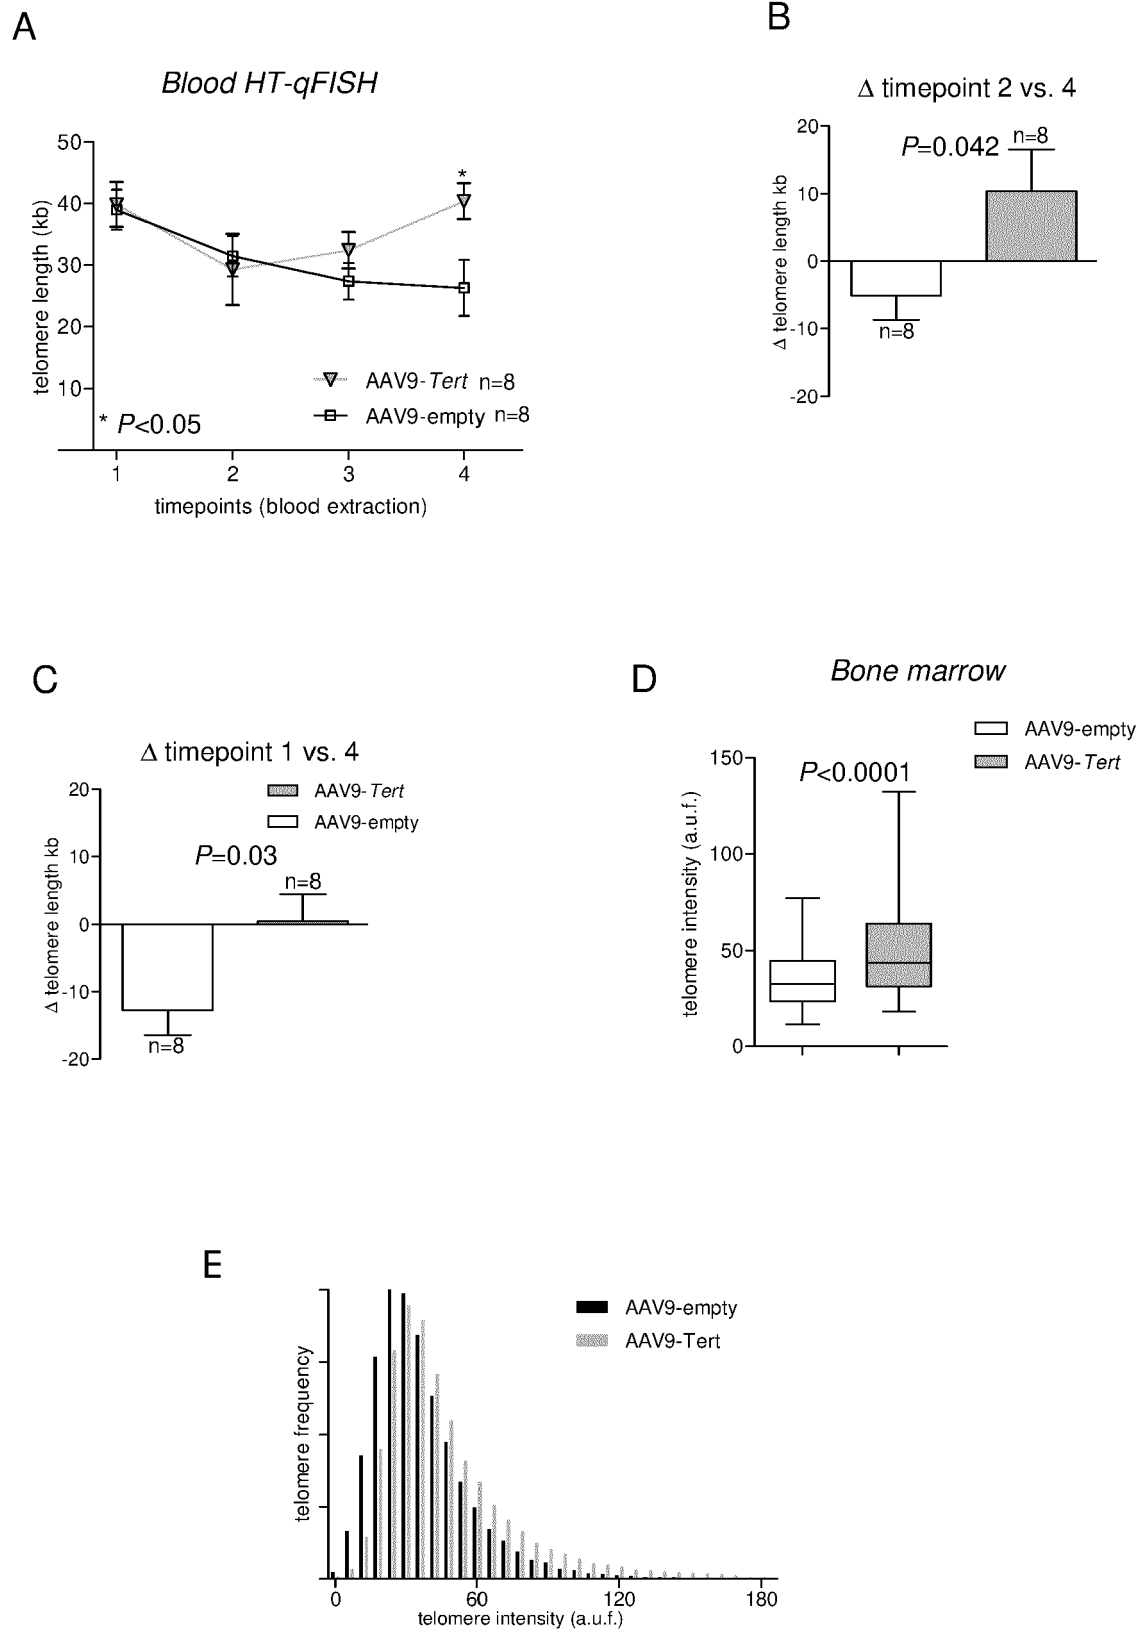 A
Blood HT-qFISH
50
40
30
20
10
telomere length (kb)
*
AAV9-Tert n=8
AAV9-empty n=8
* P<0.05
1 2 3 4
timepoints (blood extraction)
B
Δ timepoint 2 vs. 4
20
10
0
-10
-20
Δ telomere length kb
P=0.042
n=8
n=8
C
Δ timepoint 1 vs. 4
20
10
0
-10
-20
Δ telomere length kb
AAV9-Tert
AAV9-empty
P=0.03
n=8
n=8
D
Bone marrow
AAV9-empty
AAV9-Tert
150
100
50
0
telomere intensity (a.u.f.)
P<0.0001
E
telomere frequency
AAV9-empty
AAV9-Tert
0 60 120 180
telomere intensity (a.u.f.)